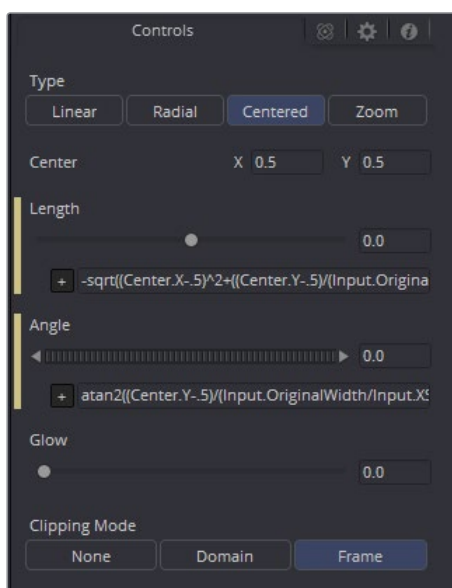 Controls
Type
Linear Radial Centered Zoom
Center X 0.5 Y 0.5
Length
0.0
+ -sqrt((Center.X-.5)^2+((Center.Y-.5)/(Input.Origina
Angle
0.0
+ atan2((Center.Y-.5)/(Input.OriginalWidth/Input.XS
Glow
0.0
Clipping Mode
None Domain Frame